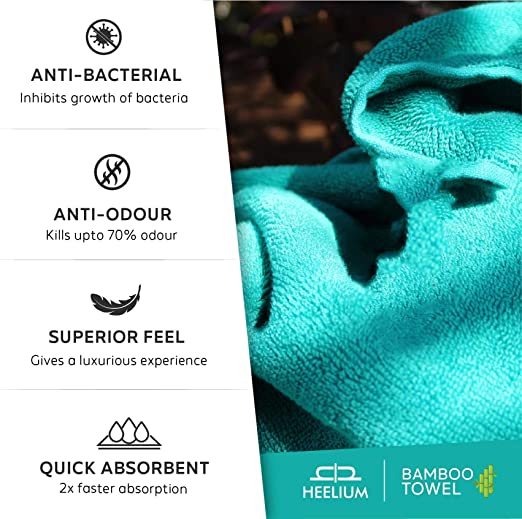 ANTI-BACTERIAL
Inhibits growth of bacteria
ANTI-ODOUR
Kills upto 70% odour
SUPERIOR FEEL
Gives a luxurious experience
QUICK ABSORBENT
2x faster absorption
HEELIUM
BAMBOO
TOWEL